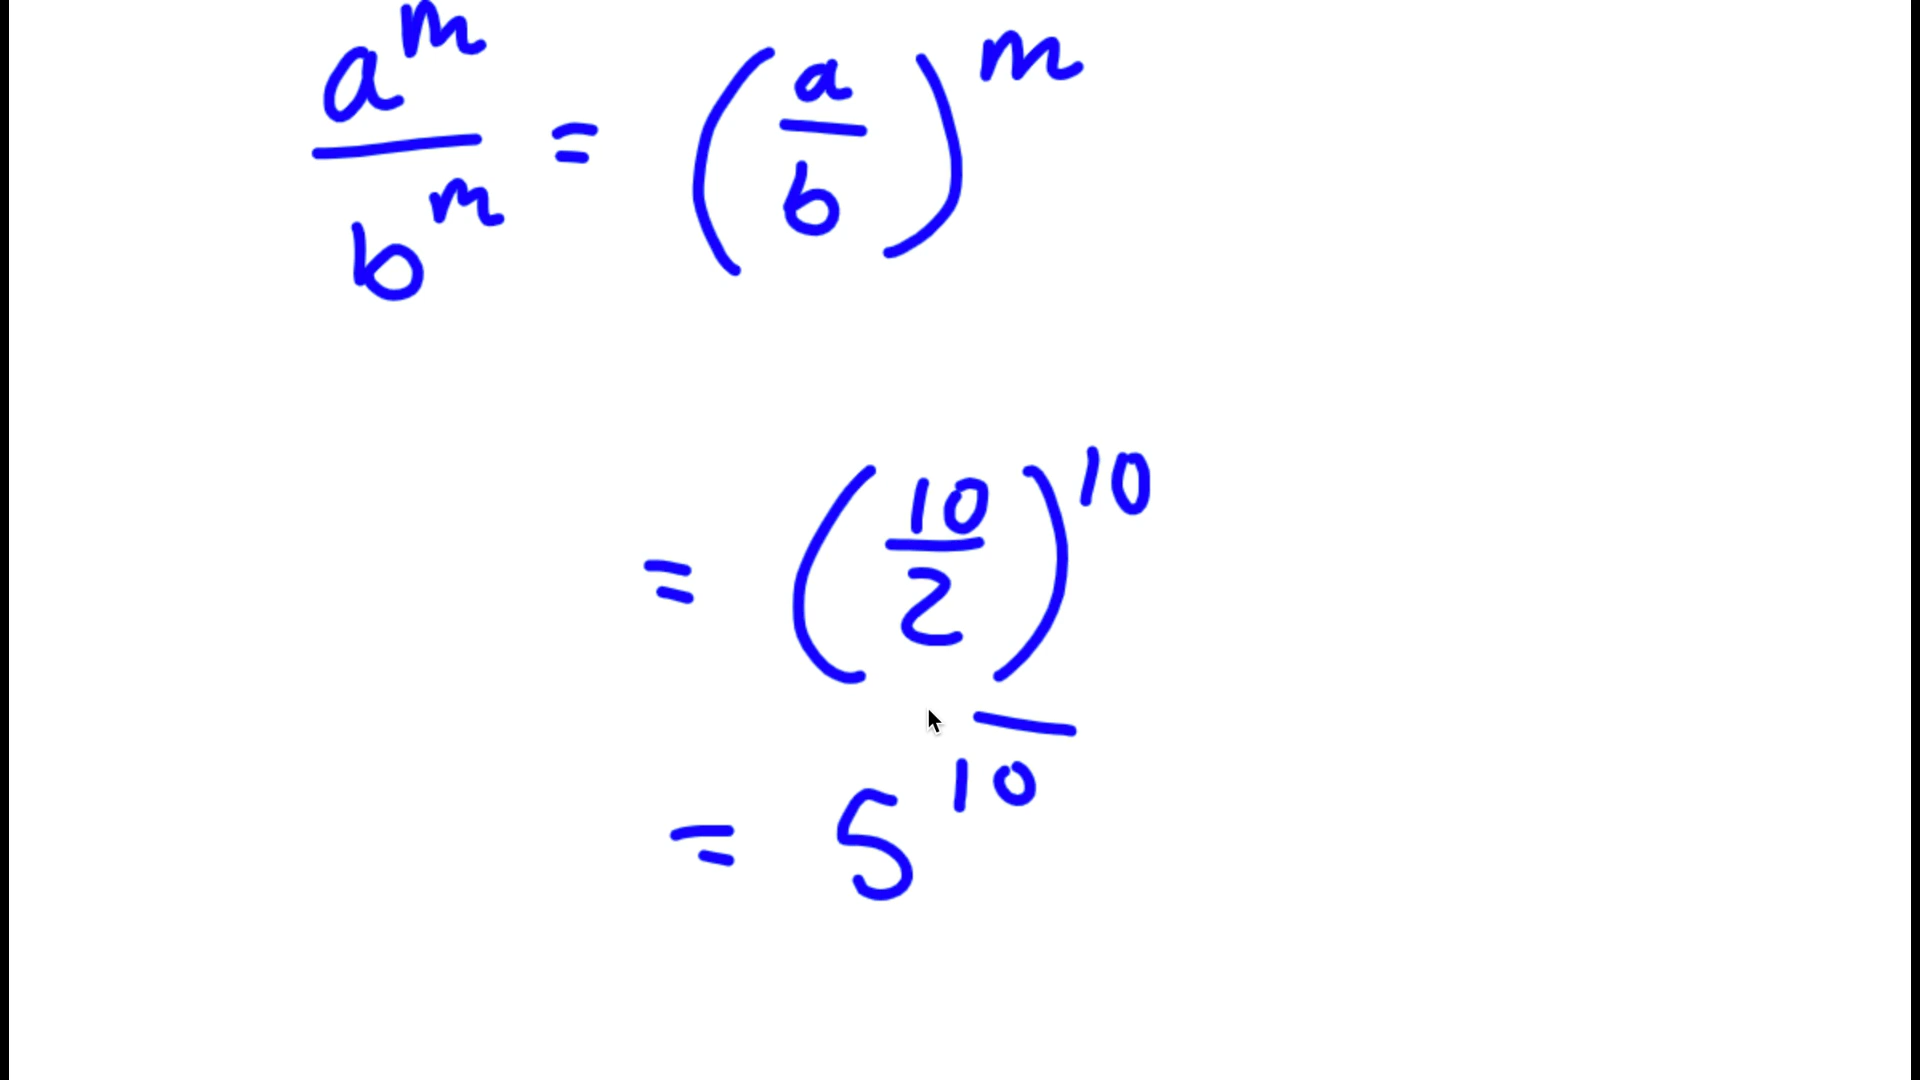 a^m / b^m = (a / b)^m
= (10 / 2)^10
= 5^10